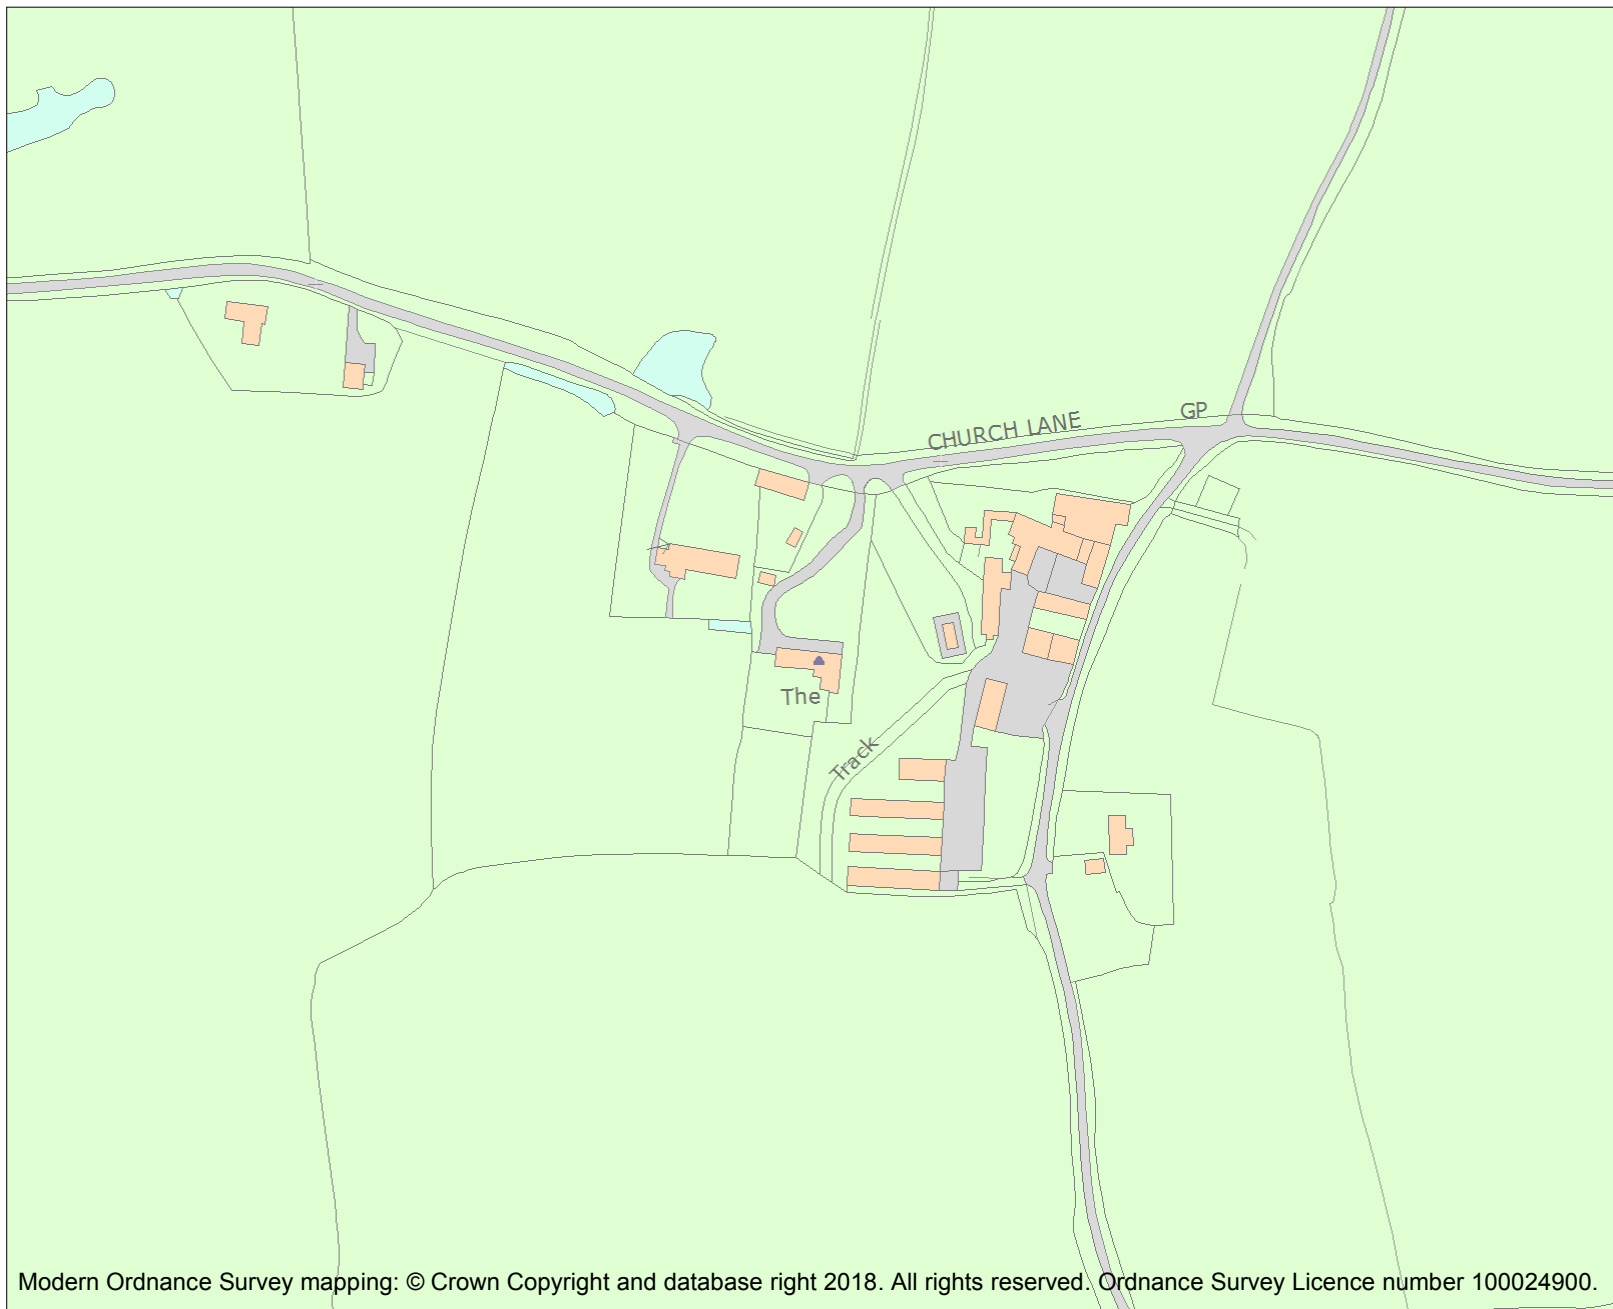 GP
CHURCH LANE
The
Track
Modern Ordnance Survey mapping: © Crown Copyright and database right 2018. All rights reserved. Ordnance Survey Licence number 100024900.